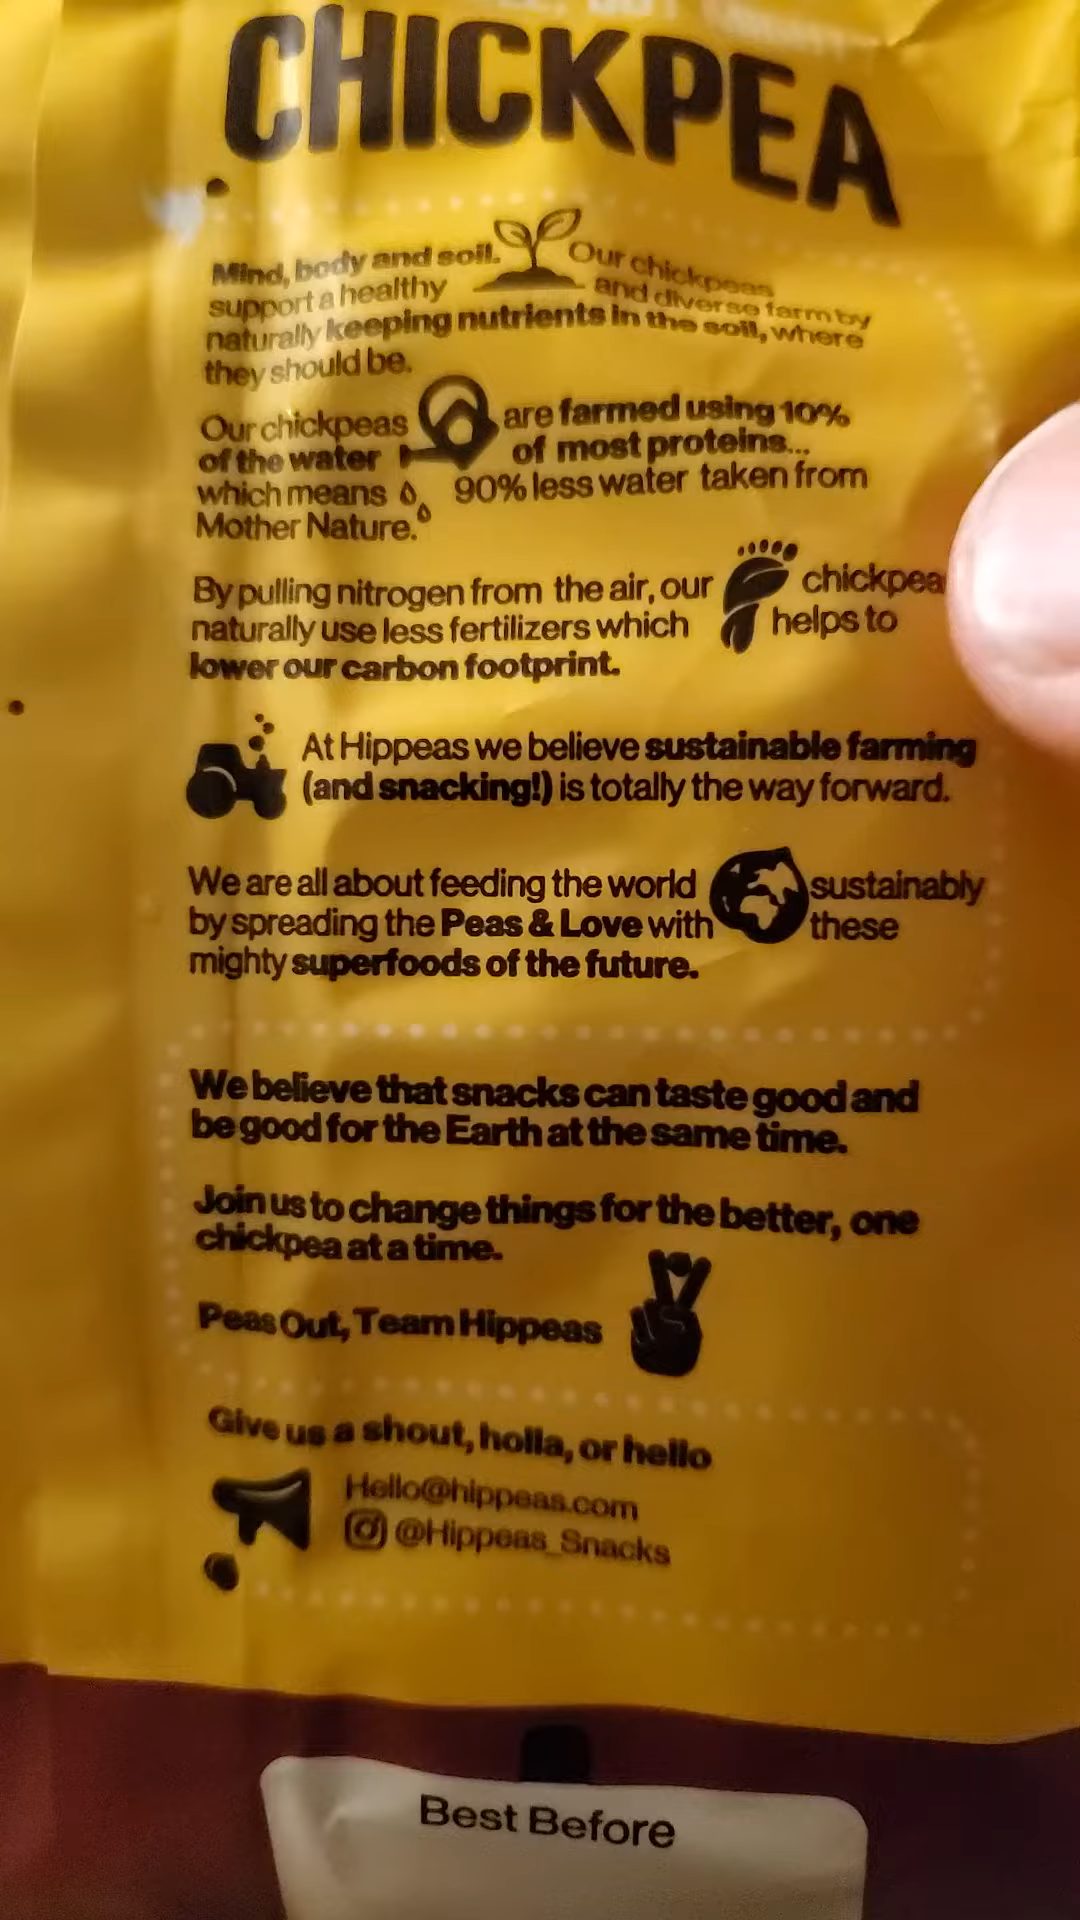 CHICKPEA
Mind, body and soil. Our chickpeas
support a healthy and diverse farm by
naturally keeping nutrients in the soil, where
they should be.
Our chickpeas are farmed using 10%
of the water of most proteins...
which means 90% less water taken from
Mother Nature.
By pulling nitrogen from the air, our chickpea
naturally use less fertilizers which helps to
lower our carbon footprint.
At Hippeas we believe sustainable farming
(and snacking!) is totally the way forward.
We are all about feeding the world sustainably
by spreading the Peas & Love with these
mighty superfoods of the future.
We believe that snacks can taste good and
be good for the Earth at the same time.
Join us to change things for the better, one
chickpea at a time.
Peas Out, Team Hippeas
Give us a shout, holla, or hello
Hello@hippeas.com
@Hippeas_Snacks
Best Before